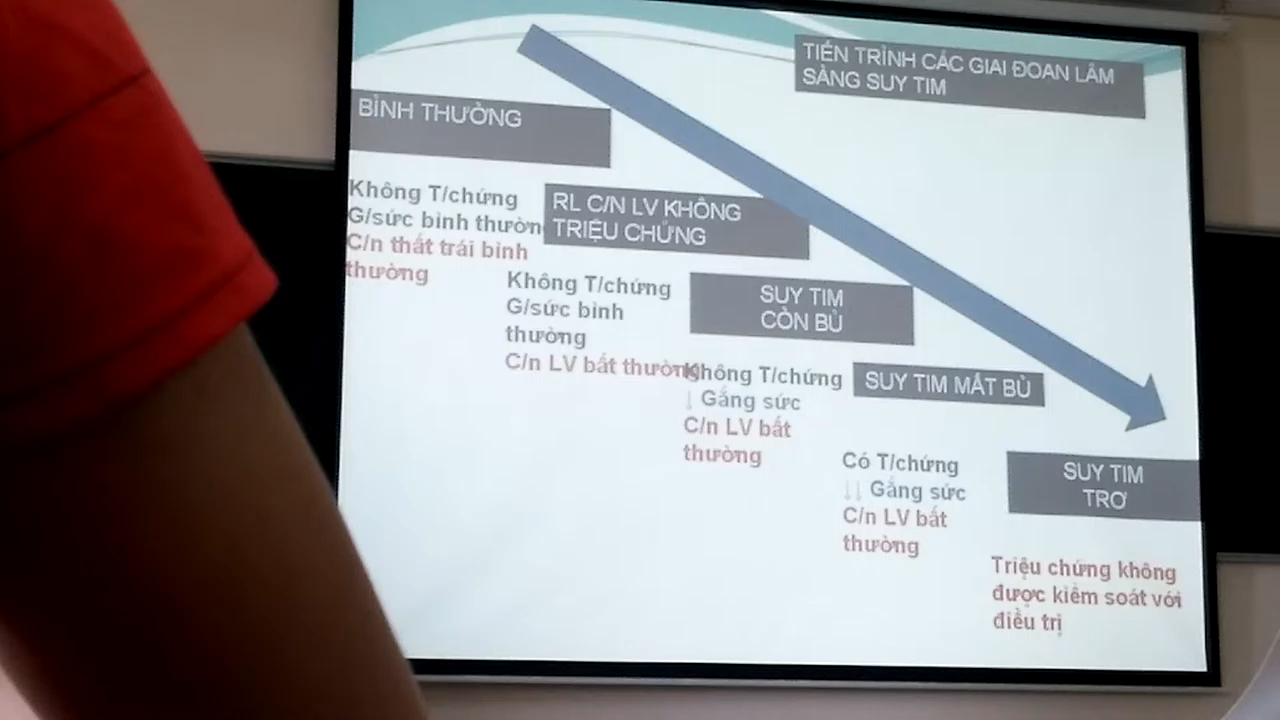 TIẾN TRÌNH CÁC GIAI ĐOẠN LÂM
SÀNG SUY TIM
BÌNH THƯỜNG
Không T/chứng
G/sức bình thườn
C/n thất trái bình
thường
RL C/N LV KHÔNG
TRIỆU CHỨNG
Không T/chứng
G/sức bình
thường
C/n LV bất thường
SUY TIM
CÒN BÙ
Không T/chứng
↓ Gắng sức
C/n LV bất
thường
SUY TIM MẤT BÙ
Có T/chứng
↓↓ Gắng sức
C/n LV bất
thường
SUY TIM
TRƠ
Triệu chứng không
được kiểm soát với
điều trị